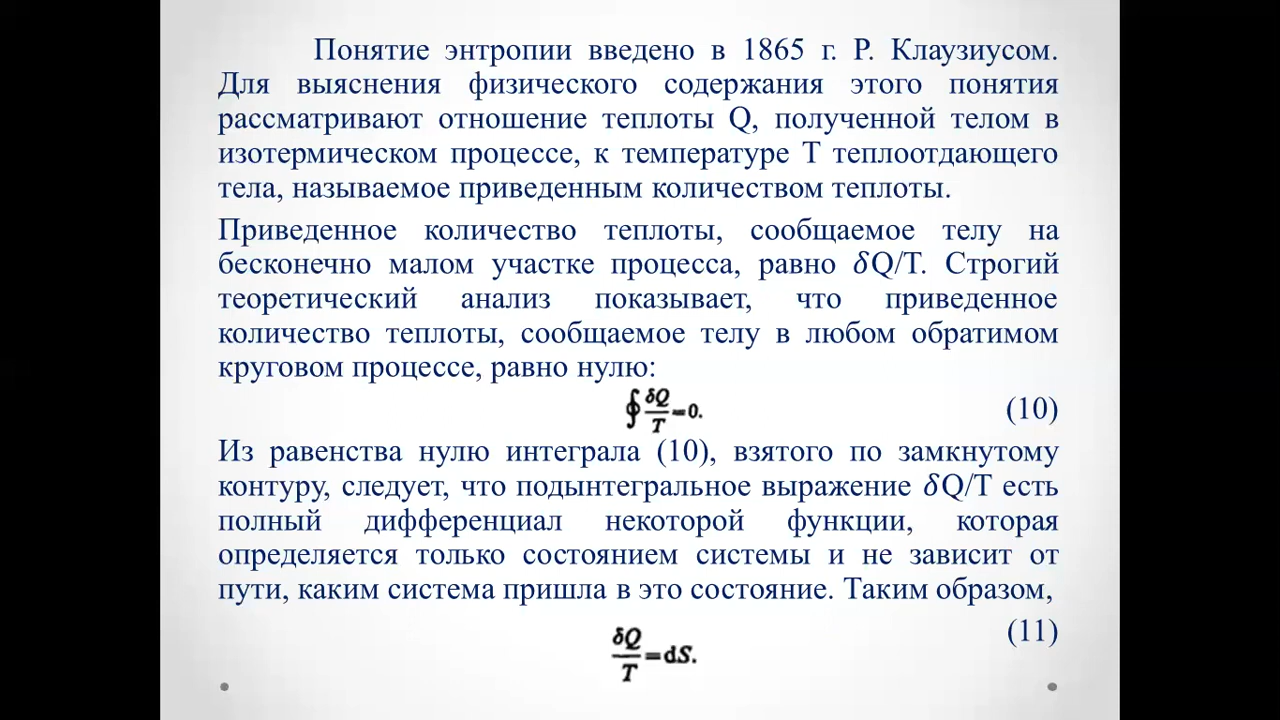 Понятие энтропии введено в 1865 г. Р. Клаузиусом.
Для выяснения физического содержания этого понятия
рассматривают отношение теплоты Q, полученной телом в
изотермическом процессе, к температуре T теплоотдающего
тела, называемое приведенным количеством теплоты.
Приведенное количество теплоты, сообщаемое телу на
бесконечно малом участке процесса, равно 𝛿Q/T. Строгий
теоретический анализ показывает, что приведенное
количество теплоты, сообщаемое телу в любом обратимом
круговом процессе, равно нулю:
∮ δQ/T = 0. (10)
Из равенства нулю интеграла (10), взятого по замкнутому
контуру, следует, что подынтегральное выражение 𝛿Q/T есть
полный дифференциал некоторой функции, которая
определяется только состоянием системы и не зависит от
пути, каким система пришла в это состояние. Таким образом,
(11)
δQ/T = dS.